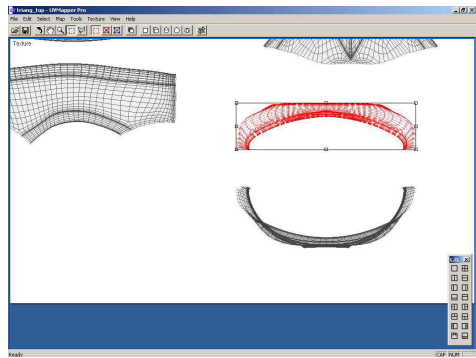 triang_top - UVMapper Pro
File Edit Select Map Tools Texture View Help
Texture
Ready CAP NUM